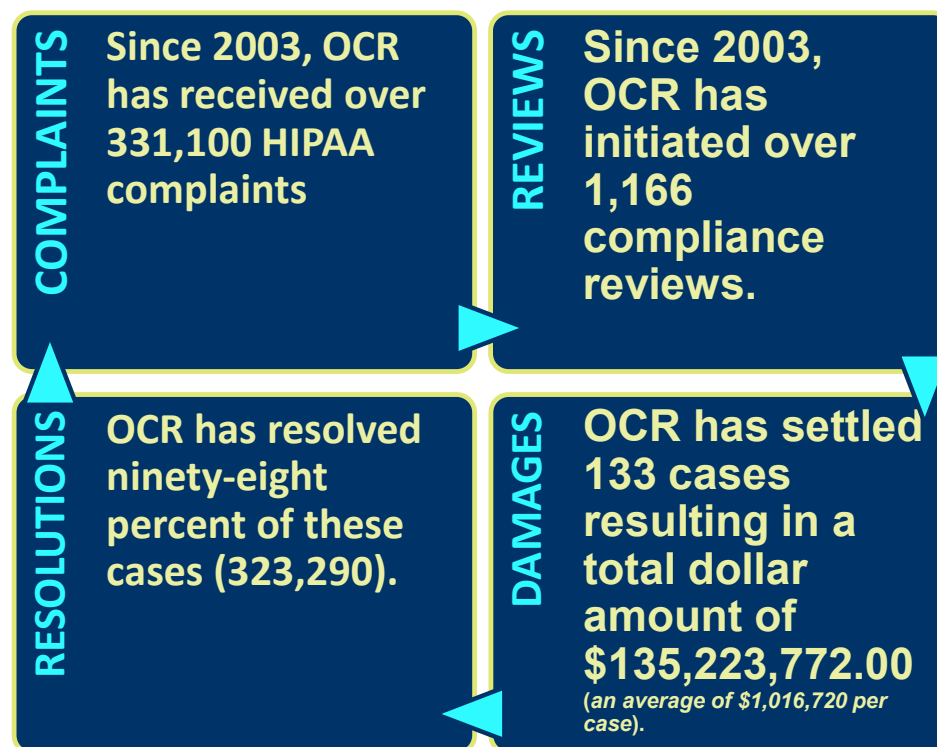 COMPLAINTS
Since 2003, OCR
has received over
331,100 HIPAA
complaints
REVIEWS
Since 2003,
OCR has
initiated over
1,166
compliance
reviews.
RESOLUTIONS
OCR has resolved
ninety-eight
percent of these
cases (323,290).
DAMAGES
OCR has settled
133 cases
resulting in a
total dollar
amount of
$135,223,772.00
(an average of $1,016,720 per
case).